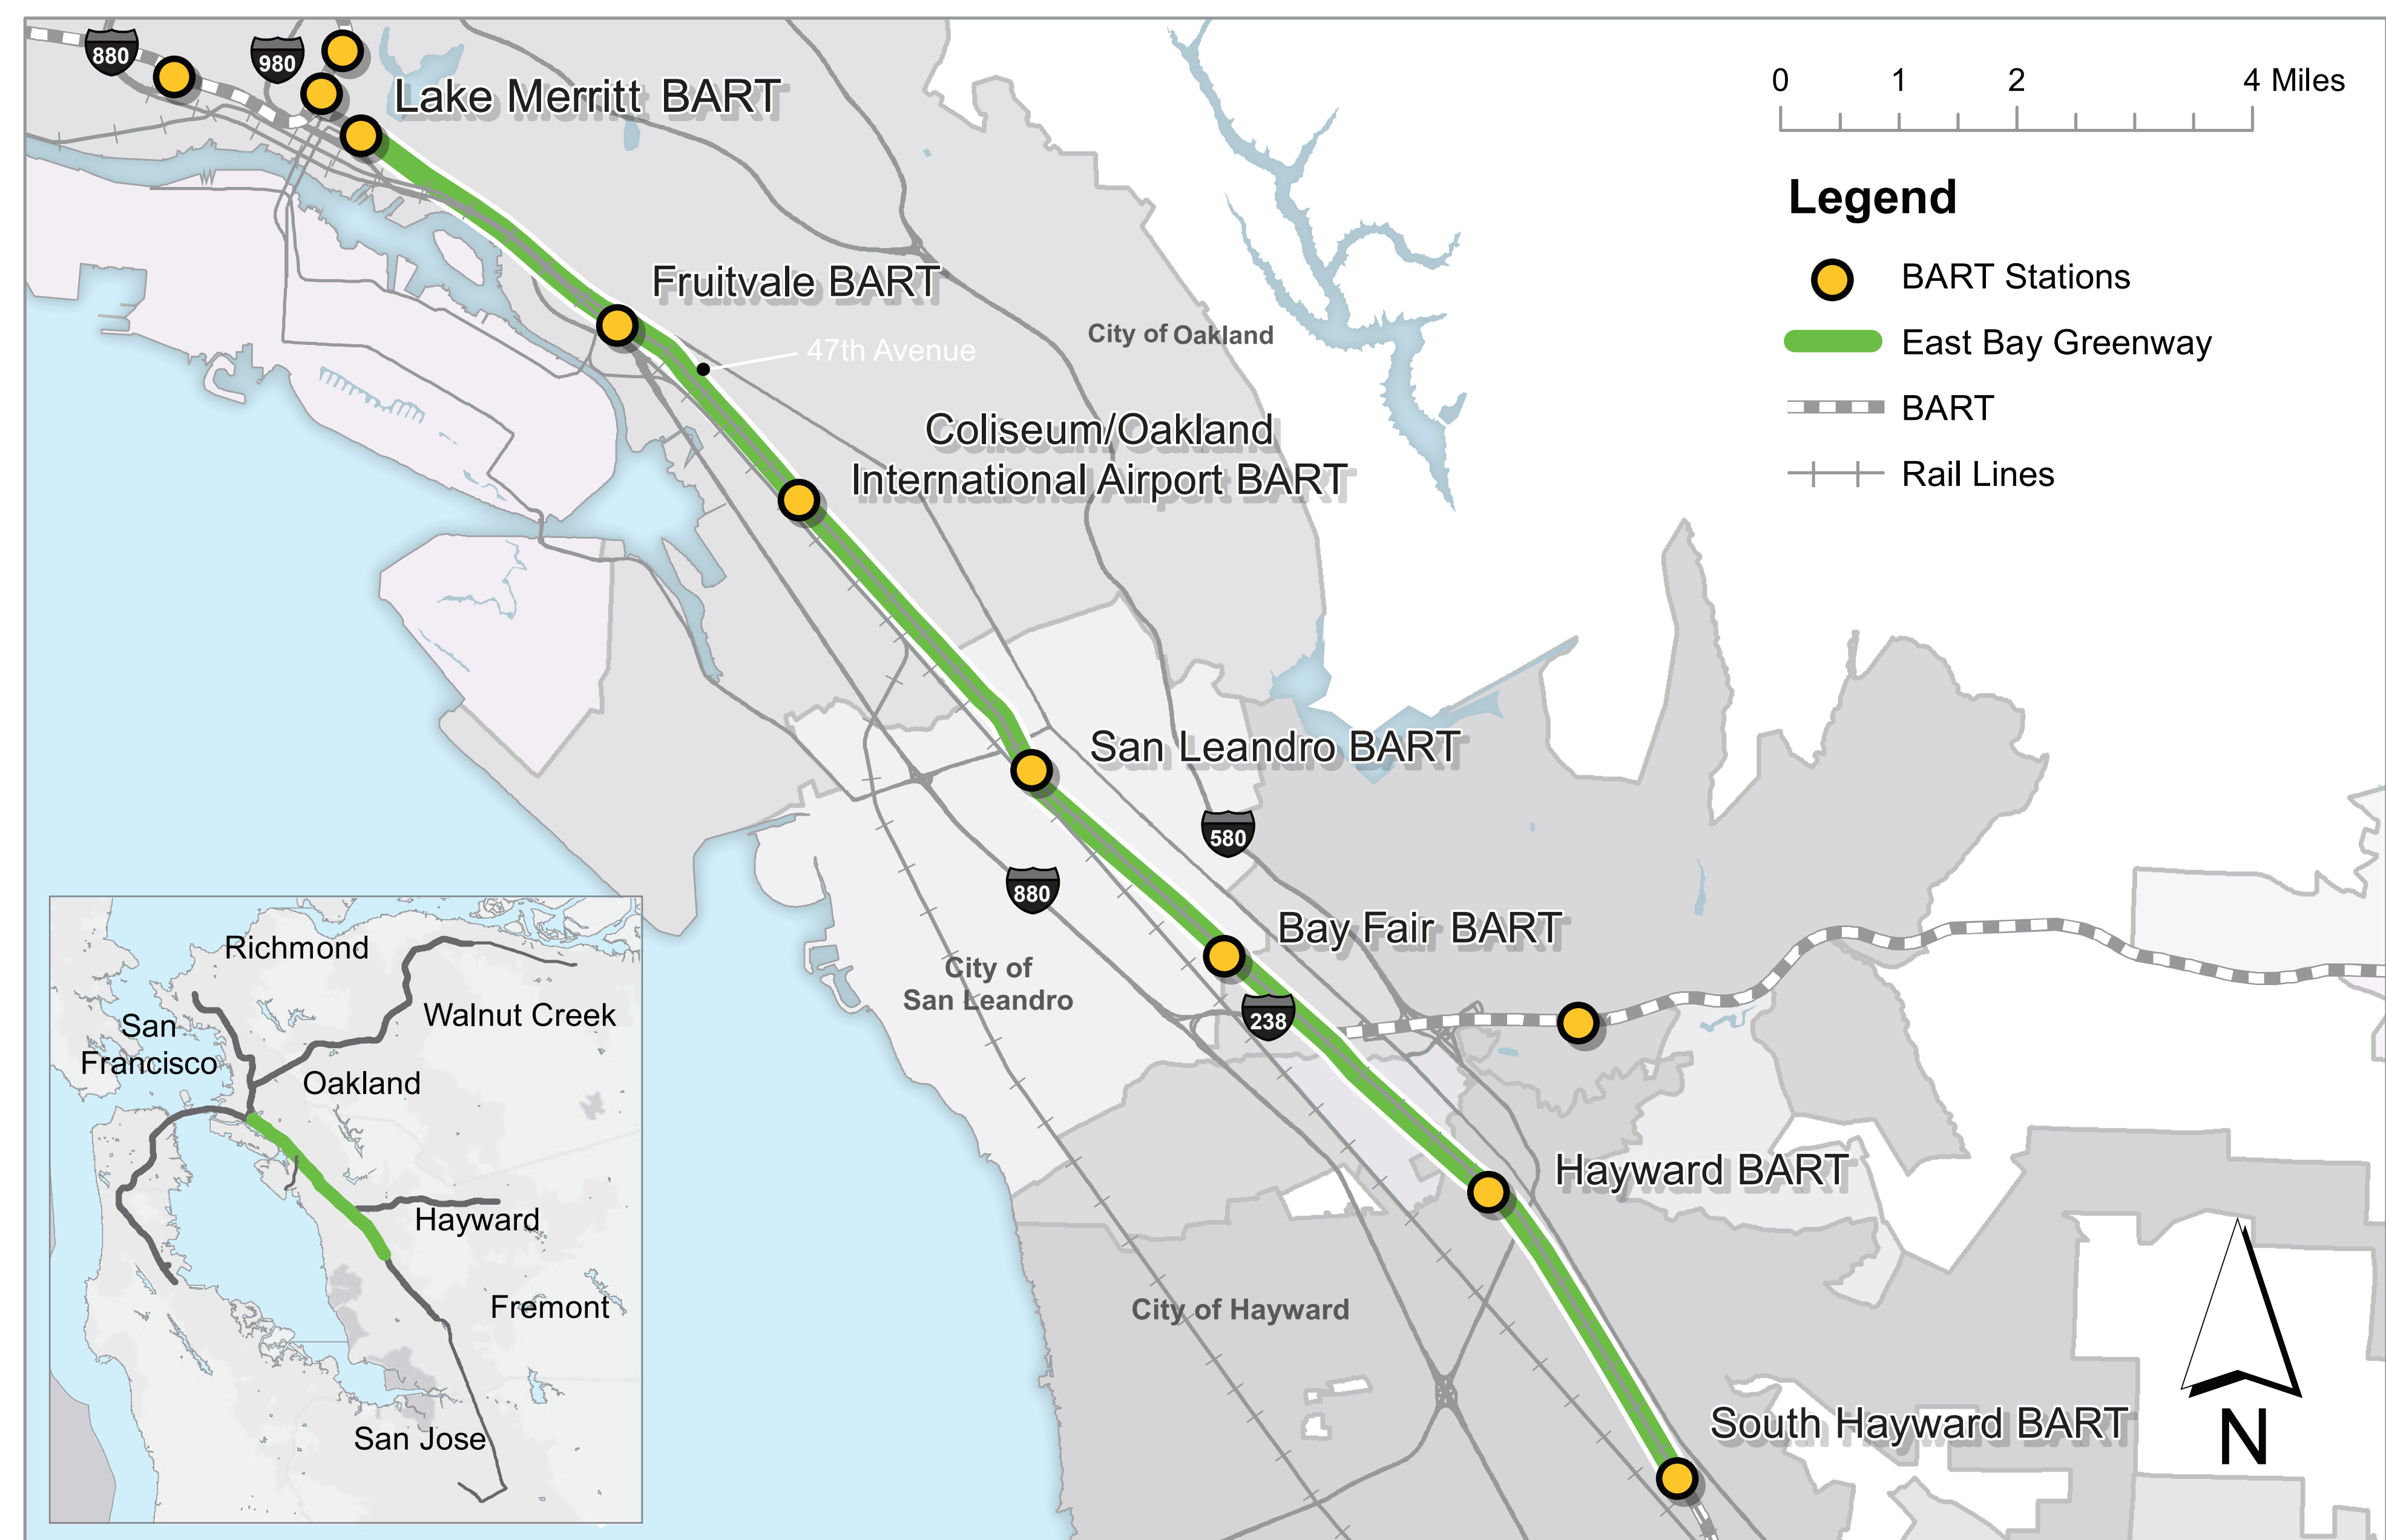 880
980
Lake Merritt BART
Fruitvale BART
47th Avenue
City of Oakland
Coliseum/Oakland
International Airport BART
San Leandro BART
580
880
Bay Fair BART
City of
San Leandro
238
Hayward BART
City of Hayward
South Hayward BART
0 1 2 4 Miles
Legend
BART Stations
East Bay Greenway
BART
Rail Lines
N
Richmond
Walnut Creek
San
Francisco
Oakland
Hayward
Fremont
San Jose